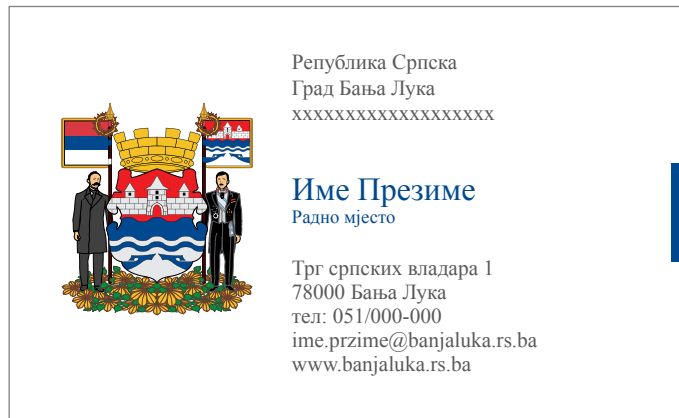 Република Српска
Град Бања Лука
xxxxxxxxxxxxxxxxxxx
Име Презиме
Радно мјесто
Трг српских владара 1
78000 Бања Лука
тел: 051/000-000
ime.przime@banjaluka.rs.ba
www.banjaluka.rs.ba